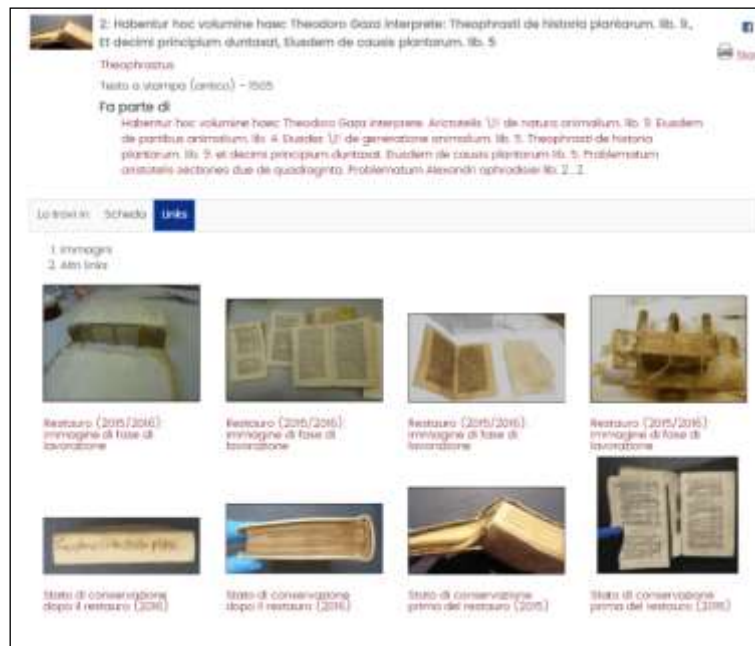 2: Habentur hoc volumine haec Theodoro Gaza interprete: Theophrasti de historia plantarum. lib. 9.,
Et decimi principium duntaxat, Eiusdem de causis plantarum. lib. 5
Theophrastus
Testo a stampa (antico) - 1505
Fa parte di
Habentur hoc volumine haec Theodoro Gaza interprete. Aristotelis de natura animalium. lib. 9. Eiusdem
de partibus animalium. lib. 4. Eiusdez de generatione animalium. lib. 5. Theophrasti de historia
plantarum. lib. 9. et decimi principium duntaxat. Eiusdem de causis plantarum lib. 5. Problematum
aristotelis sectiones duae de quadraginta. Problematum Alexandri aphrodisiei lib. 2. . 2
Lo trovi in Scheda Links
1. Immagini
2. Altri links
Restauro (2015/2016): Restauro (2015/2016): Restauro (2015/2016): Restauro (2015/2016):
immagine di fase di immagine di fase di immagine di fase di immagine di fase di
lavorazione lavorazione lavorazione lavorazione
Stato di conservazione Stato di conservazione Stato di conservazione Stato di conservazione
dopo il restauro (2016) dopo il restauro (2016) prima del restauro (2015) prima del restauro (2015)